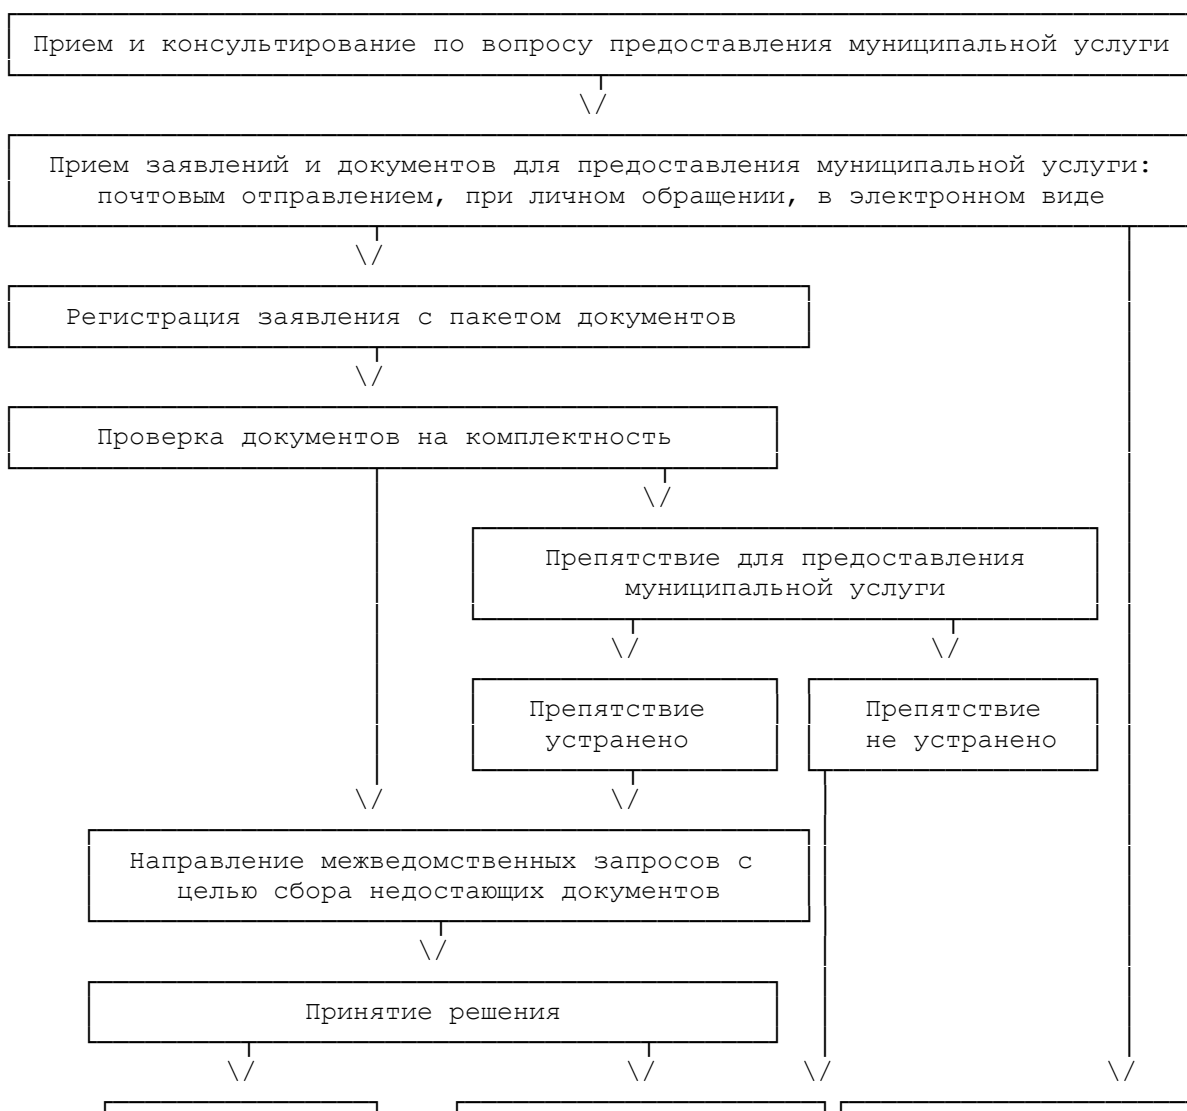 Прием и консультирование по вопросу предоставления муниципальной услуги
Прием заявлений и документов для предоставления муниципальной услуги:
почтовым отправлением, при личном обращении, в электронном виде
Регистрация заявления с пакетом документов
Проверка документов на комплектность
Препятствие для предоставления
муниципальной услуги
Препятствие
устранено
Препятствие
не устранено
Направление межведомственных запросов с
целью сбора недостающих документов
Принятие решения